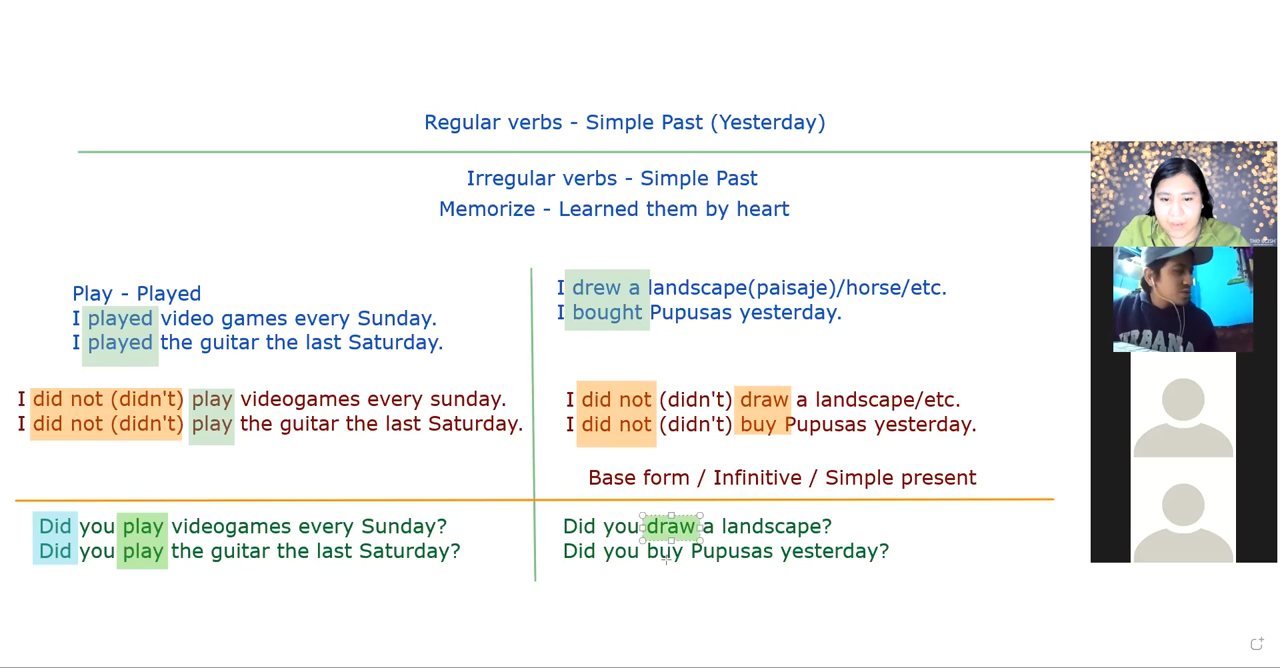 Regular verbs - Simple Past (Yesterday)
Irregular verbs - Simple Past
Memorize - Learned them by heart
Play - Played
I played video games every Sunday.
I played the guitar the last Saturday.
I drew a landscape(paisaje)/horse/etc.
I bought Pupusas yesterday.
I did not (didn't) play videogames every sunday.
I did not (didn't) play the guitar the last Saturday.
I did not (didn't) draw a landscape/etc.
I did not (didn't) buy Pupusas yesterday.
Base form / Infinitive / Simple present
Did you play videogames every Sunday?
Did you play the guitar the last Saturday?
Did you draw a landscape?
Did you buy Pupusas yesterday?
URBANA